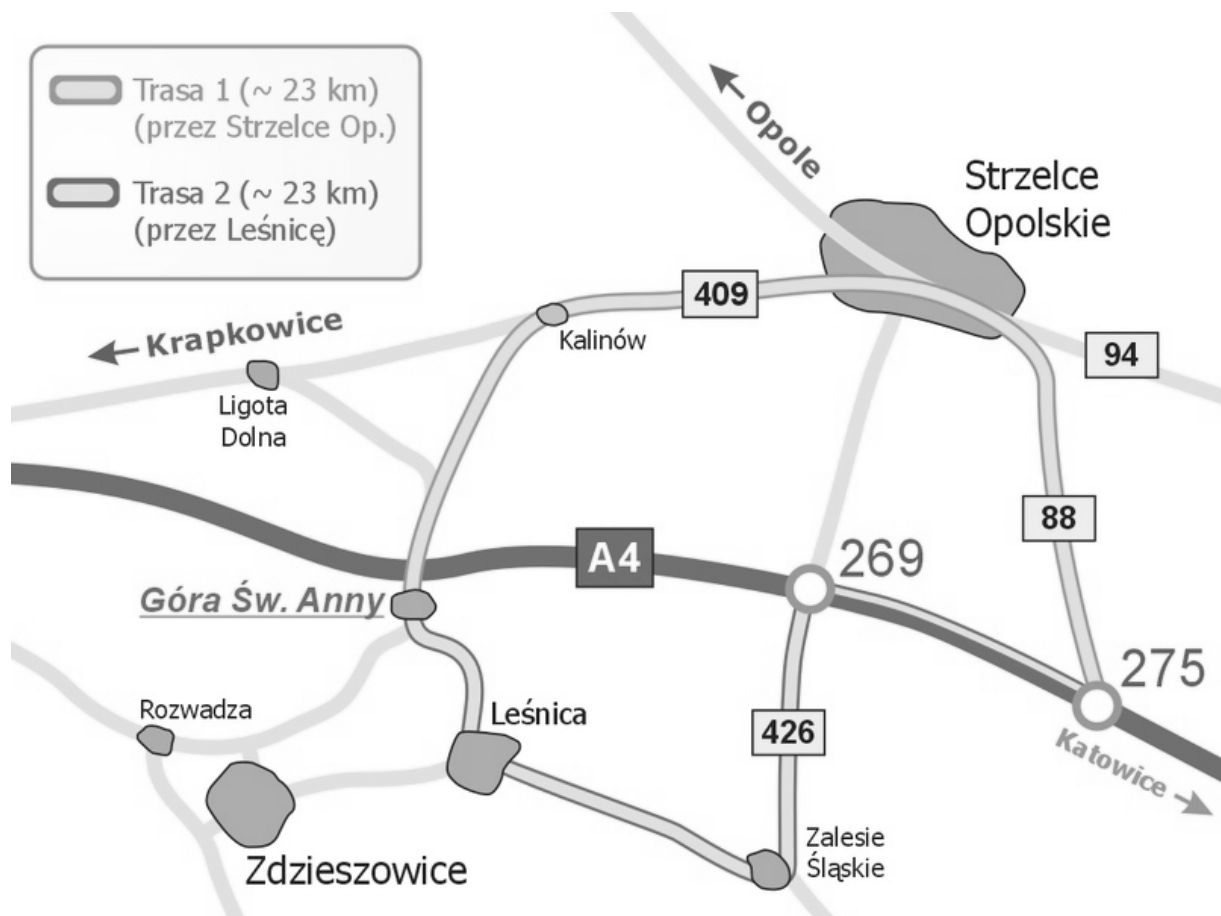 Trasa 1 (~ 23 km)
(przez Strzelce Op.)
Trasa 2 (~ 23 km)
(przez Leśnicę)
Opole
Strzelce
Opolskie
409
Krapkowice
Kalinów
94
Ligota
Dolna
88
A4
269
Góra Św. Anny
275
Rozwadza
Leśnica
426
Katowice
Zdzieszowice
Zalesie
Śląskie